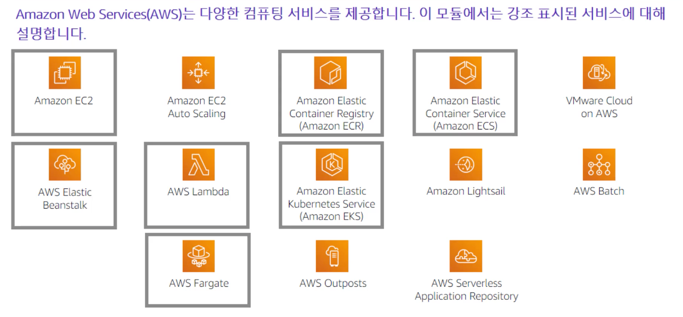 Amazon Web Services(AWS)는 다양한 컴퓨팅 서비스를 제공합니다. 이 모듈에서는 강조 표시된 서비스에 대해
설명합니다.
Amazon EC2
Amazon EC2
Auto Scaling
Amazon Elastic
Container Registry
(Amazon ECR)
Amazon Elastic
Container Service
(Amazon ECS)
VMware Cloud
on AWS
AWS Elastic
Beanstalk
AWS Lambda
Amazon Elastic
Kubernetes Service
(Amazon EKS)
Amazon Lightsail
AWS Batch
AWS Fargate
AWS Outposts
AWS Serverless
Application Repository